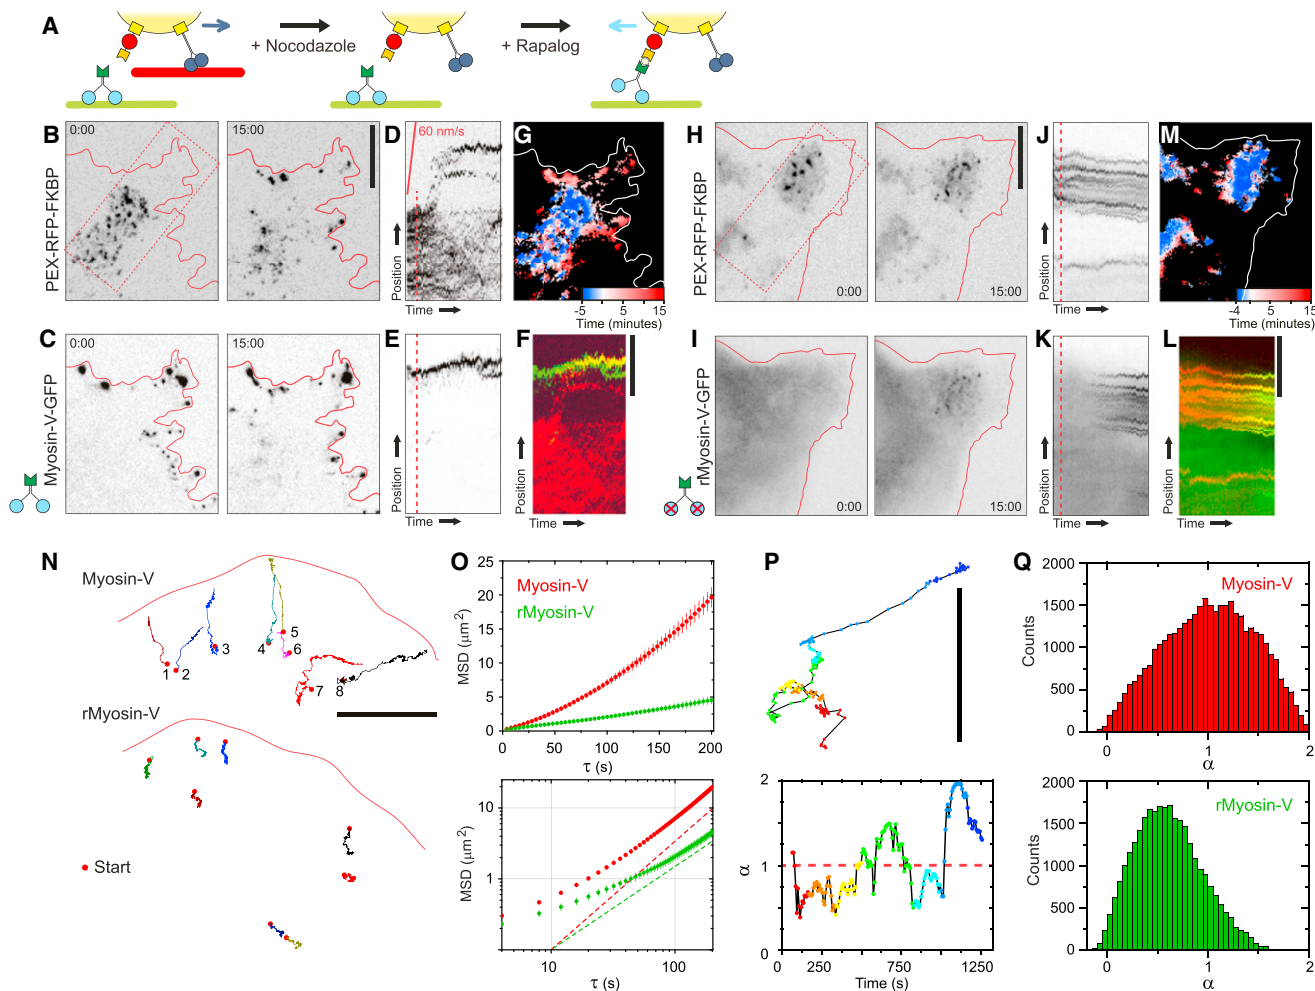 A
+ Nocodazole
+ Rapalog
B
0:00
15:00
PEX-RFP-FKBP
D
60 nm/s
Position
Time
G
-5 5 15
Time (minutes)
H
0:00
15:00
PEX-RFP-FKBP
J
Position
Time
M
-4 5 15
Time (minutes)
C
0:00
15:00
Myosin-V-GFP
E
Position
Time
F
Position
Time
I
0:00
15:00
rMyosin-V-GFP
K
Position
Time
L
Position
Time
N
Myosin-V
1
2
3
4
5
6
7
8
rMyosin-V
Start
O
Myosin-V
rMyosin-V
MSD (μm²)
25
20
15
10
5
0
0 50 100 150 200
τ (s)
MSD (μm²)
10
1
10 100
τ (s)
P
α
2
1
0
0 250 750 1250
Time (s)
Q
Myosin-V
Counts
2000
1500
1000
500
0
0 1 2
α
rMyosin-V
Counts
2000
1500
1000
500
0
0 1 2
α